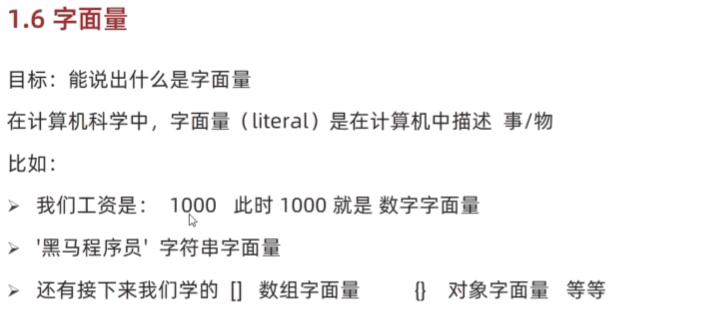 1.6 字面量
目标：能说出什么是字面量
在计算机科学中，字面量（literal）是在计算机中描述 事/物
比如：
➢ 我们工资是： 1000 此时 1000 就是 数字字面量
➢ '黑马程序员' 字符串字面量
➢ 还有接下来我们学的 [] 数组字面量 {} 对象字面量 等等